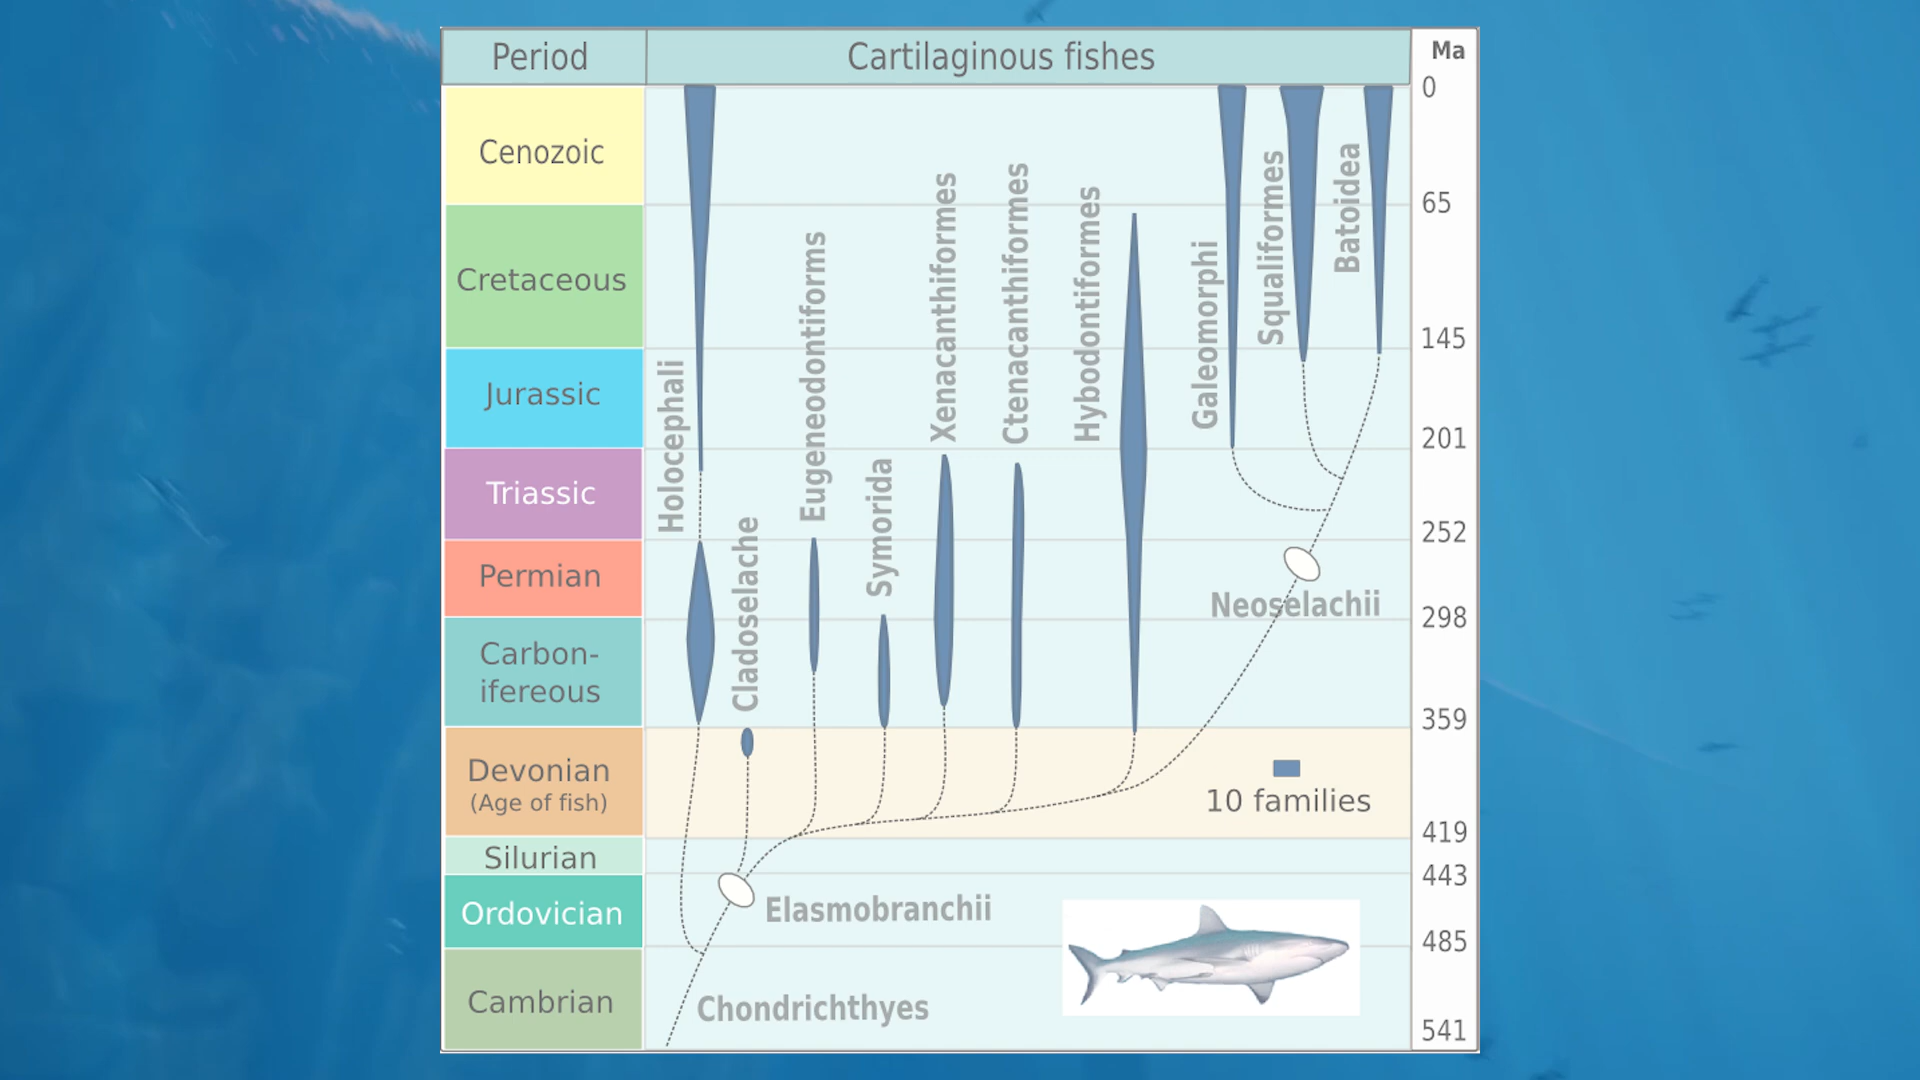 Period
Cartilaginous fishes
Ma
0
Cenozoic
65
Cretaceous
145
Jurassic
201
Triassic
252
Permian
298
Carbon-
ifereous
359
Devonian
(Age of fish)
419
Silurian
443
Ordovician
485
Cambrian
541
Holocephali
Cladoselache
Eugeneodontiforms
Symorida
Xenacanthiformes
Ctenacanthiformes
Hybodontiformes
Galeomorphi
Squaliformes
Batoidea
Neoselachii
10 families
Elasmobranchii
Chondrichthyes